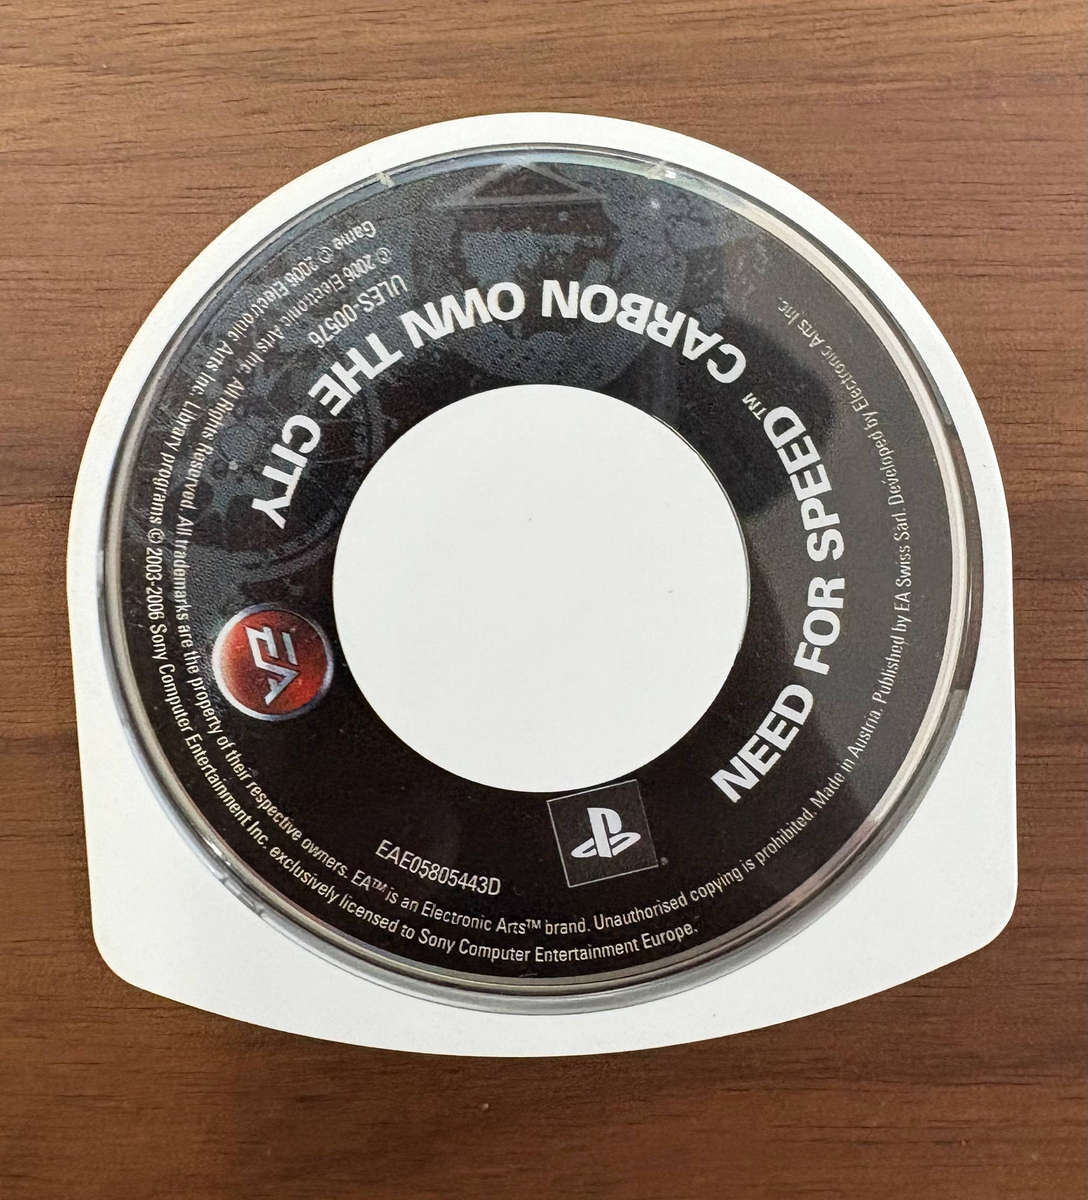 NEED FOR SPEED™ CARBON OWN THE CITY
ULES-00576
© 2006 Electronic Arts Inc. All Rights Reserved. All trademarks are the property of their respective owners. EA™ is an Electronic Arts™ brand. Unauthorised copying is prohibited. Made in Austria. Published by EA Swiss Sarl. Developed by Electronic Arts Inc.
Game © 2006 Electronic Arts Inc. Library programs © 2003-2006 Sony Computer Entertainment Inc. exclusively licensed to Sony Computer Entertainment Europe.
EA
EAE05805443D